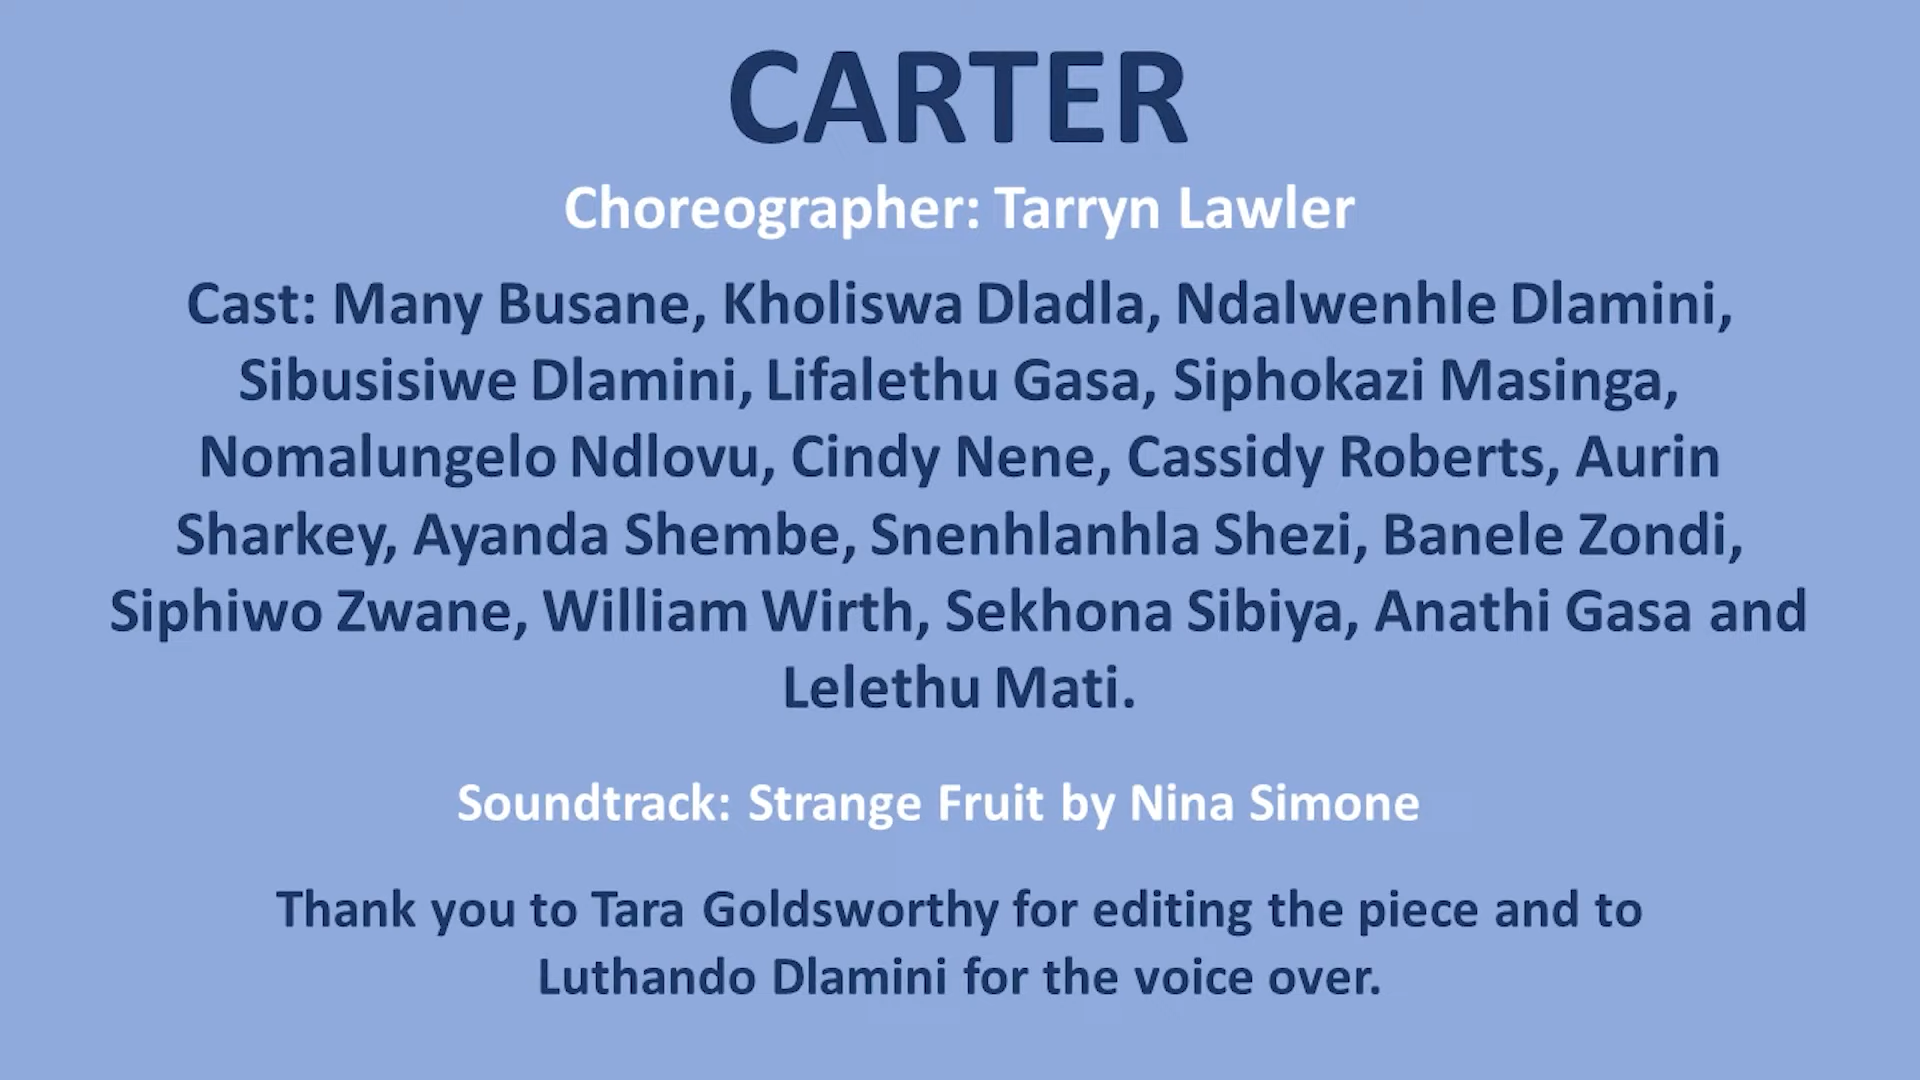 CARTER
Choreographer: Tarryn Lawler
Cast: Many Busane, Kholiswa Dladla, Ndalwenhle Dlamini,
Sibusisiwe Dlamini, Lifalethu Gasa, Siphokazi Masinga,
Nomalungelo Ndlovu, Cindy Nene, Cassidy Roberts, Aurin
Sharkey, Ayanda Shembe, Snenhlanhla Shezi, Banele Zondi,
Siphiwo Zwane, William Wirth, Sekhona Sibiya, Anathi Gasa and
Lelethu Mati.
Soundtrack: Strange Fruit by Nina Simone
Thank you to Tara Goldsworthy for editing the piece and to
Luthando Dlamini for the voice over.